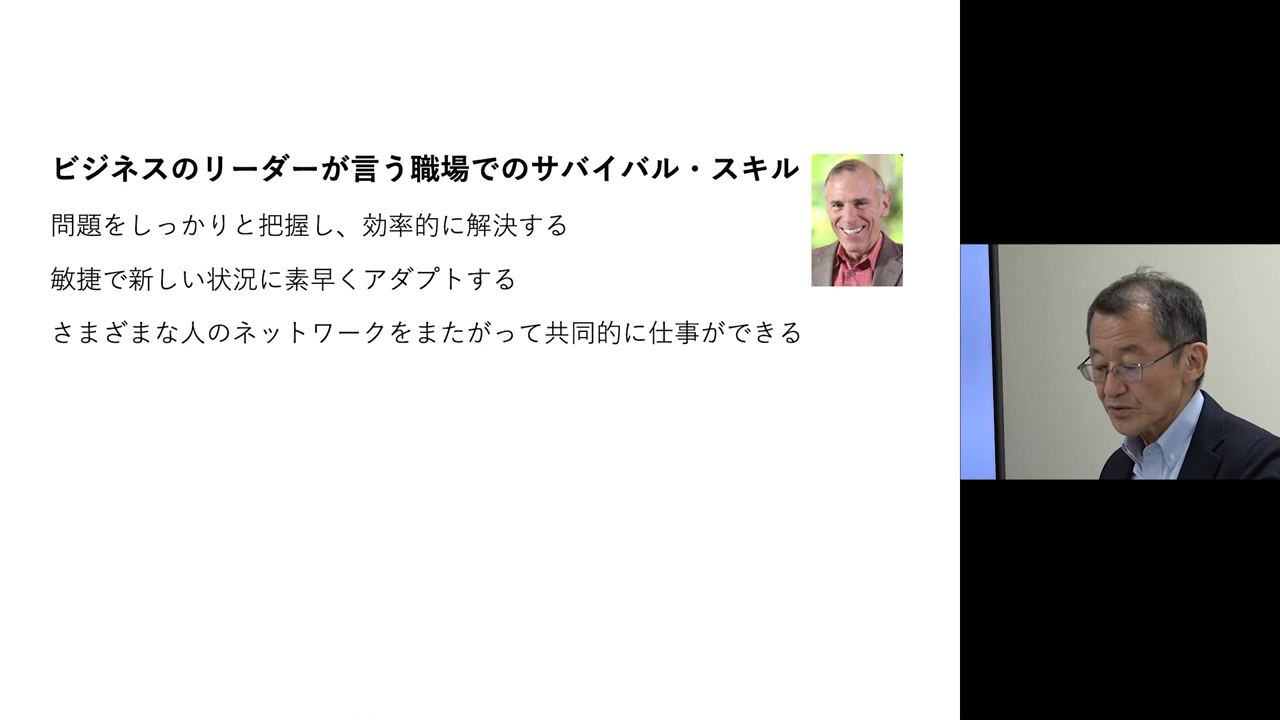 ビジネスのリーダーが言う職場でのサバイバル・スキル
問題をしっかりと把握し、効率的に解決する
敏捷で新しい状況に素早くアダプトする
さまざまな人のネットワークをまたがって共同的に仕事ができる